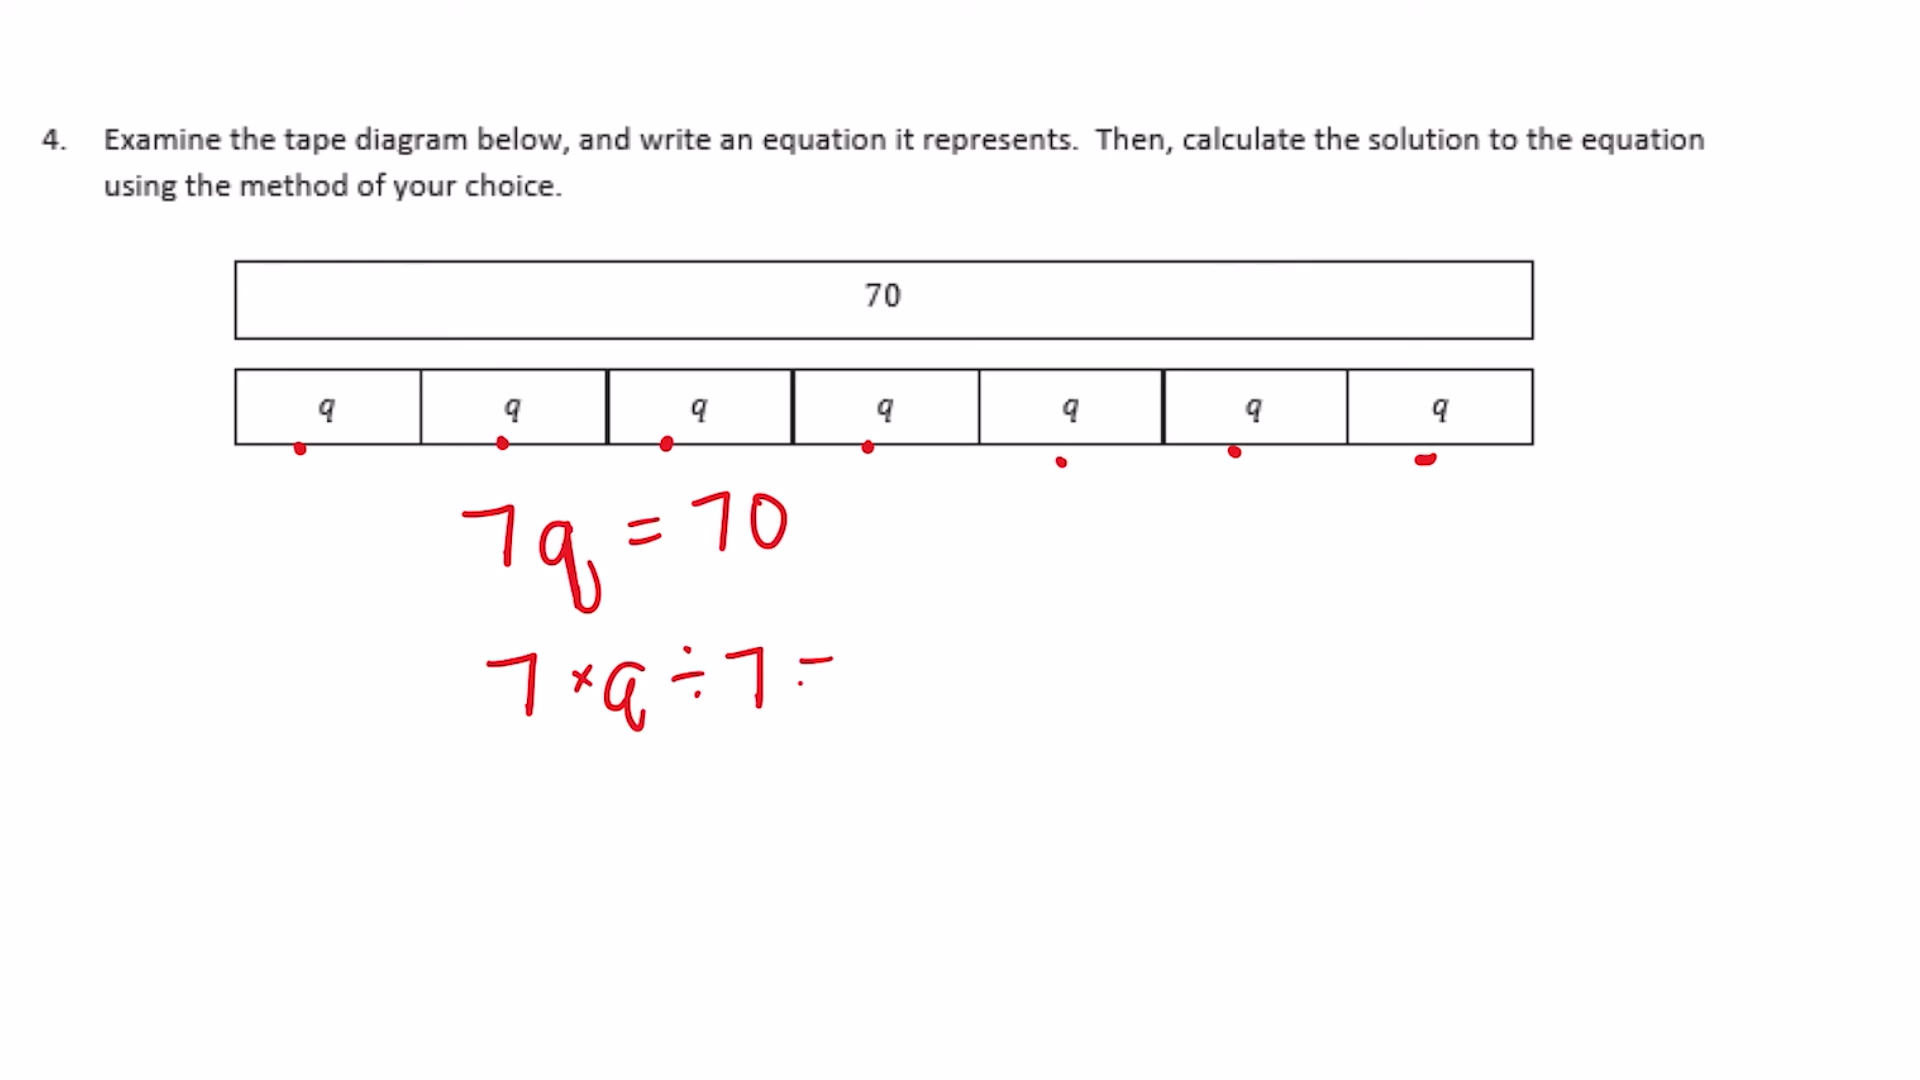 4. Examine the tape diagram below, and write an equation it represents. Then, calculate the solution to the equation
using the method of your choice.
70
q q q q q q q
7q = 70
7 × q ÷ 7 =